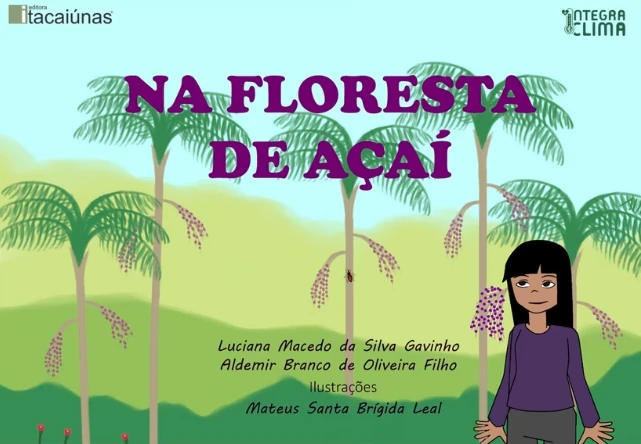 editora
itacaiúnas
INTEGRA
CLIMA
NA FLORESTA
DE AÇAÍ
Luciana Macedo da Silva Gavinho
Aldemir Branco de Oliveira Filho
Ilustrações
Mateus Santa Brígida Leal